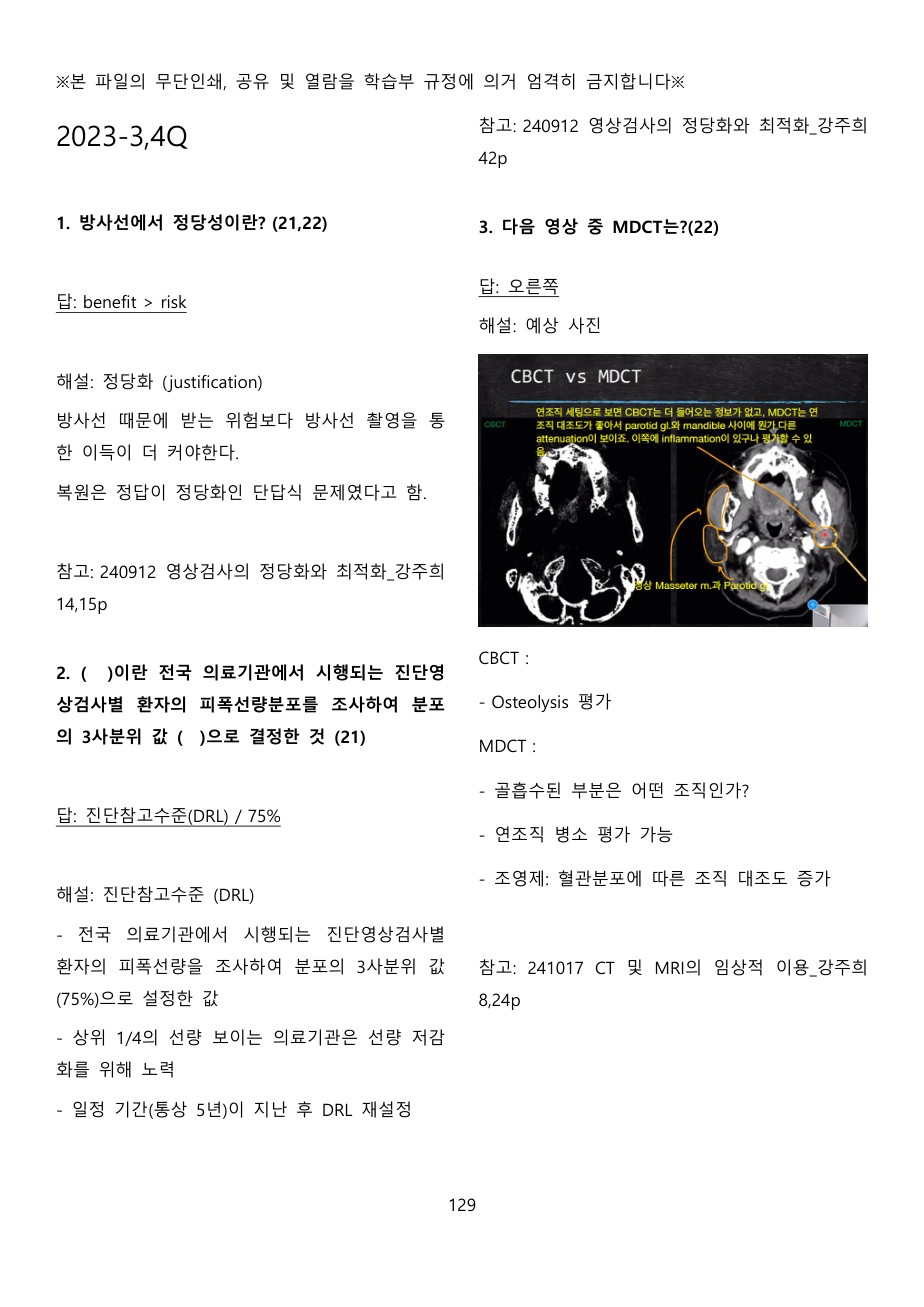 ※본 파일의 무단인쇄, 공유 및 열람을 학습부 규정에 의거 엄격히 금지합니다※
2023-3,4Q
1. 방사선에서 정당성이란? (21,22)
답: benefit > risk
해설: 정당화 (justification)
방사선 때문에 받는 위험보다 방사선 촬영을 통
한 이득이 더 커야한다.
복원은 정답이 정당화인 단답식 문제였다고 함.
참고: 240912 영상검사의 정당화와 최적화_강주희
14,15p
2. (   )이란 전국 의료기관에서 시행되는 진단영
상검사별 환자의 피폭선량분포를 조사하여 분포
의 3사분위 값 (   )으로 결정한 것 (21)
답: 진단참고수준(DRL) / 75%
해설: 진단참고수준 (DRL)
- 전국 의료기관에서 시행되는 진단영상검사별
환자의 피폭선량을 조사하여 분포의 3사분위 값
(75%)으로 설정한 값
- 상위 1/4의 선량 보이는 의료기관은 선량 저감
화를 위해 노력
- 일정 기간(통상 5년)이 지난 후 DRL 재설정
참고: 240912 영상검사의 정당화와 최적화_강주희
42p
3. 다음 영상 중 MDCT는?(22)
답: 오른쪽
해설: 예상 사진
CBCT vs MDCT
연조직 세팅으로 보면 CBCT는 더 들어오는 정보가 없고, MDCT는 연
조직 대조도가 좋아서 parotid gl.와 mandible 사이에 뭔가 다른
attenuation이 보이죠. 이쪽에 inflammation이 있구나 평가할 수 있
음.
CBCT
MDCT
정상 Masseter m.과 Parotid gl.
CBCT :
- Osteolysis 평가
MDCT :
- 골흡수된 부분은 어떤 조직인가?
- 연조직 병소 평가 가능
- 조영제: 혈관분포에 따른 조직 대조도 증가
참고: 241017 CT 및 MRI의 임상적 이용_강주희
8,24p
129